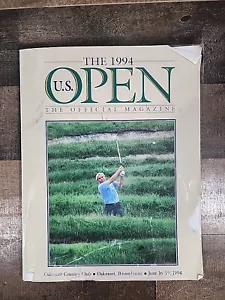 THE 1994
U.S. OPEN
THE OFFICIAL MAGAZINE
Oakmont Country Club • Oakmont, Pennsylvania • June 16-19, 1994